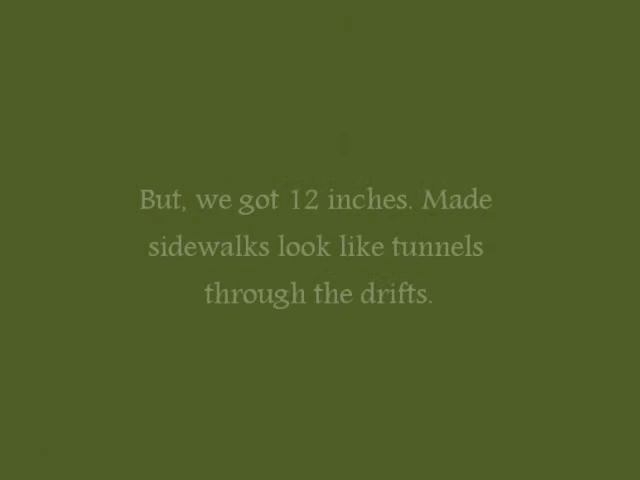 But, we got 12 inches. Made
sidewalks look like tunnels
through the drifts.